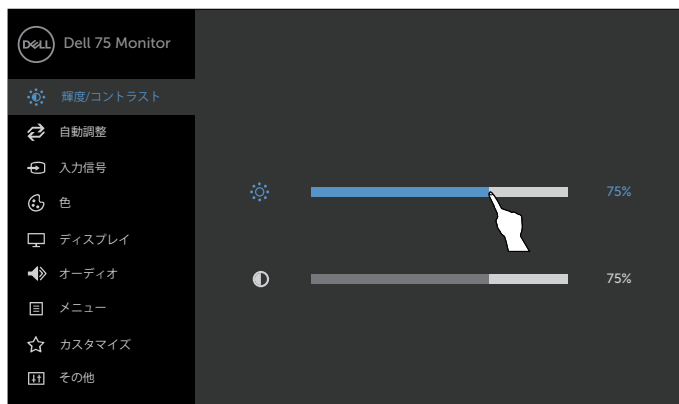 DELL
Dell 75 Monitor
輝度/コントラスト
自動調整
入力信号
色
ディスプレイ
オーディオ
メニュー
カスタマイズ
その他
75%
75%